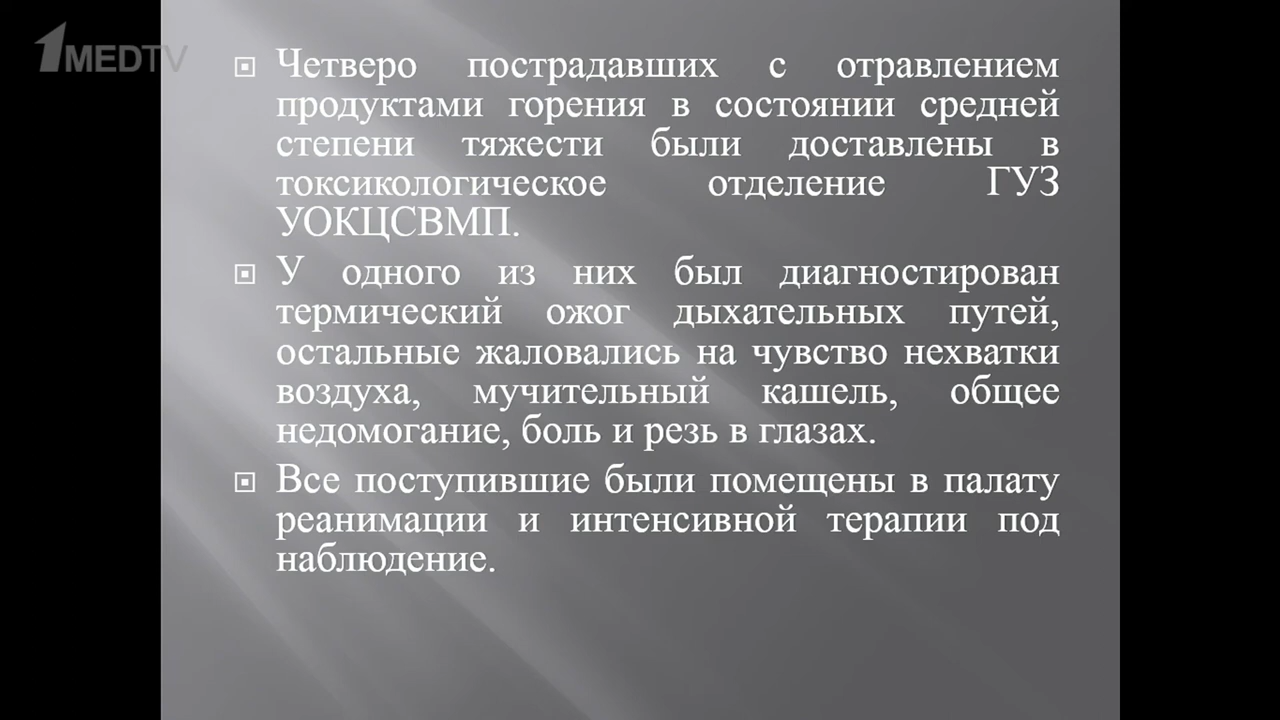 1MEDTV
Четверо пострадавших с отравлением
продуктами горения в состоянии средней
степени тяжести были доставлены в
токсикологическое отделение ГУЗ
УОКЦСВМП.
У одного из них был диагностирован
термический ожог дыхательных путей,
остальные жаловались на чувство нехватки
воздуха, мучительный кашель, общее
недомогание, боль и резь в глазах.
Все поступившие были помещены в палату
реанимации и интенсивной терапии под
наблюдение.